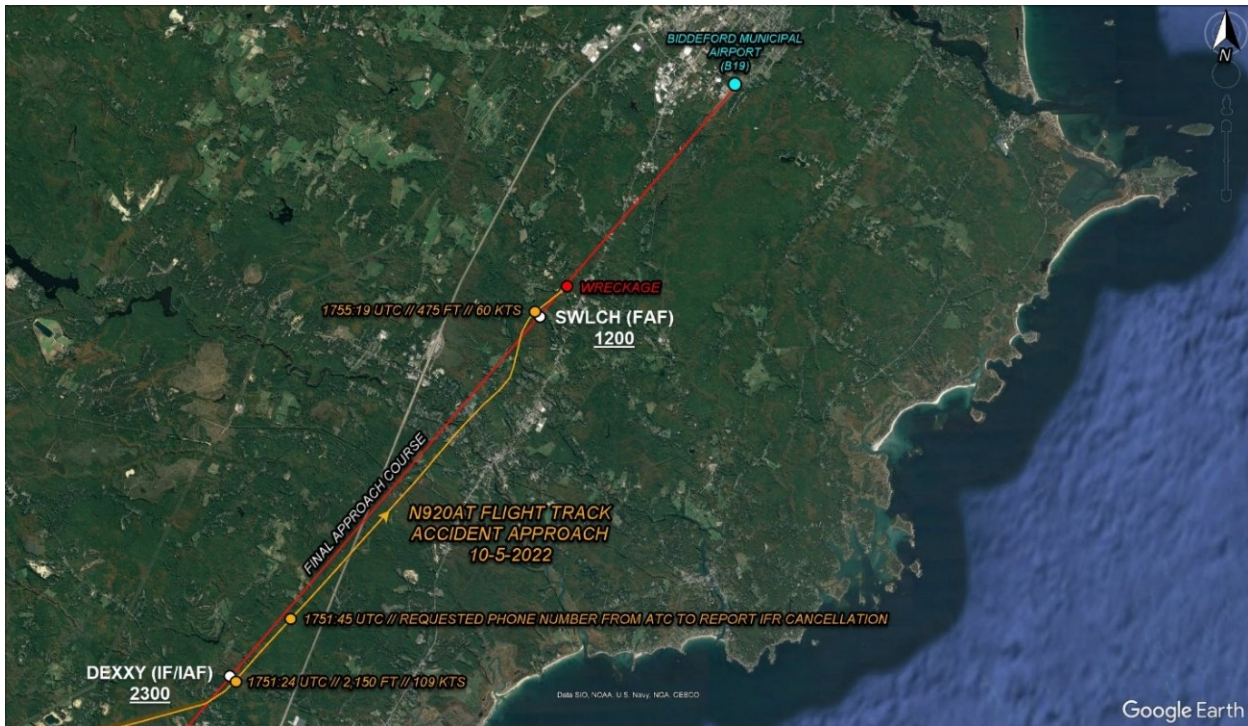 BIDDEFORD MUNICIPAL
AIRPORT
(B19)
N
WRECKAGE
1755:19 UTC // 475 FT // 60 KTS
SWLCH (FAF)
1200
FINAL APPROACH COURSE
N920AT FLIGHT TRACK
ACCIDENT APPROACH
10-5-2022
1751:45 UTC // REQUESTED PHONE NUMBER FROM ATC TO REPORT IFR CANCELLATION
DEXXY (IF/IAF)
2300
1751:24 UTC // 2,150 FT // 109 KTS
Data SIO, NOAA, U.S. Navy, NGA, GEBCO
Google Earth